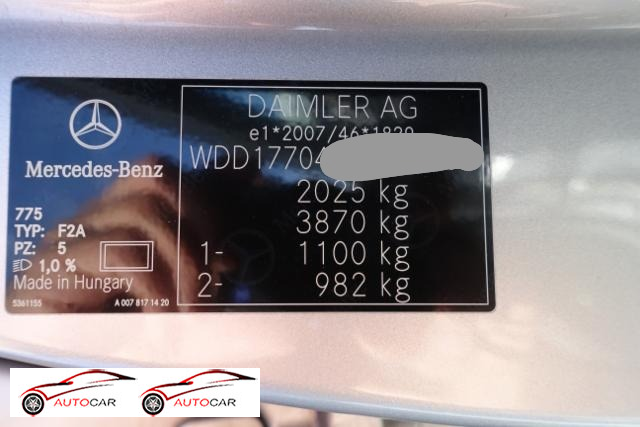 DAIMLER AG
e1*2007/46*1829
WDD17704
2025 kg
3870 kg
1- 1100 kg
2- 982 kg
Mercedes-Benz
775
TYP: F2A
PZ: 5
1,0 %
Made in Hungary
5361155
A 007 817 14 20
AUTOCAR
AUTOCAR